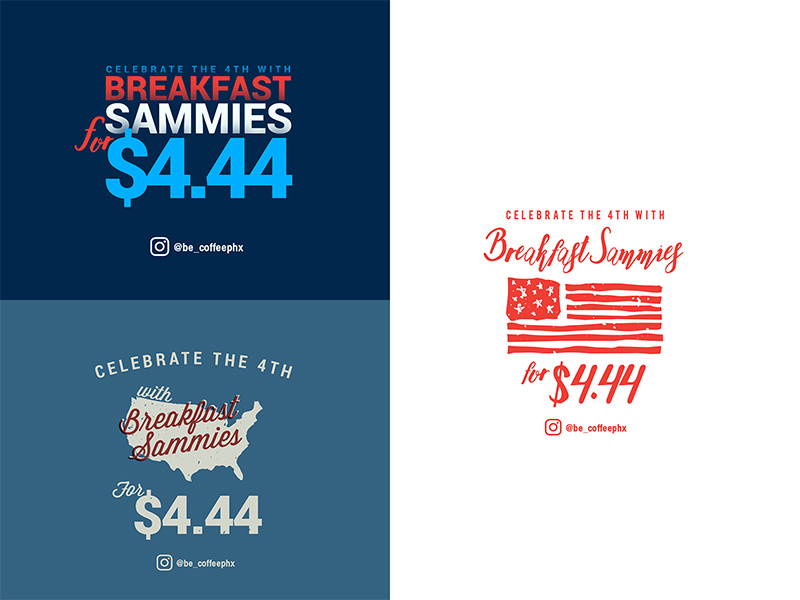 CELEBRATE THE 4TH WITH
BREAKFAST
SAMMIES
for
$4.44
@be_coffeephx
CELEBRATE THE 4TH
with
Breakfast
Sammies
For
$4.44
@be_coffeephx
CELEBRATE THE 4TH WITH
Breakfast Sammies
for $4.44
@be_coffeephx